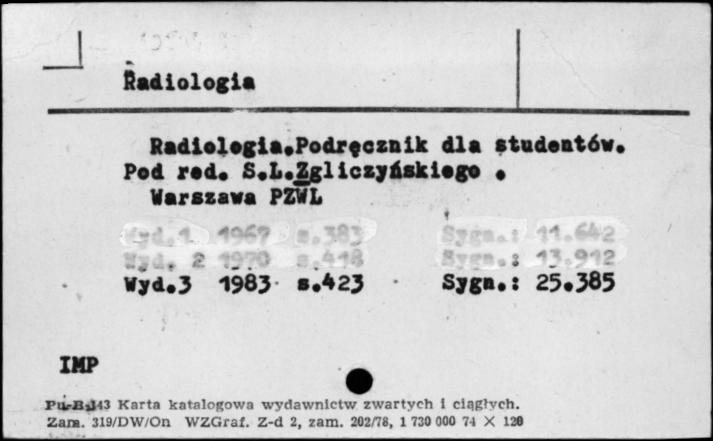 Radiologia
Radiologia.Podręcznik dla studentów.
Pod red. S.L.Zgliczyńskiego .
Warszawa PZWL
Wyd.1 1967 s.383 Sygn.: 11.642
Wyd. 2 1970 s.418 Sygn.: 13.912
Wyd.3 1983 s.423 Sygn.: 25.385
IMP
Pu-B-143 Karta katalogowa wydawnictw zwartych i ciągłych.
Zam. 319/DW/On WZGraf. Z-d 2, zam. 202/78, 1 730 000 74 X 120